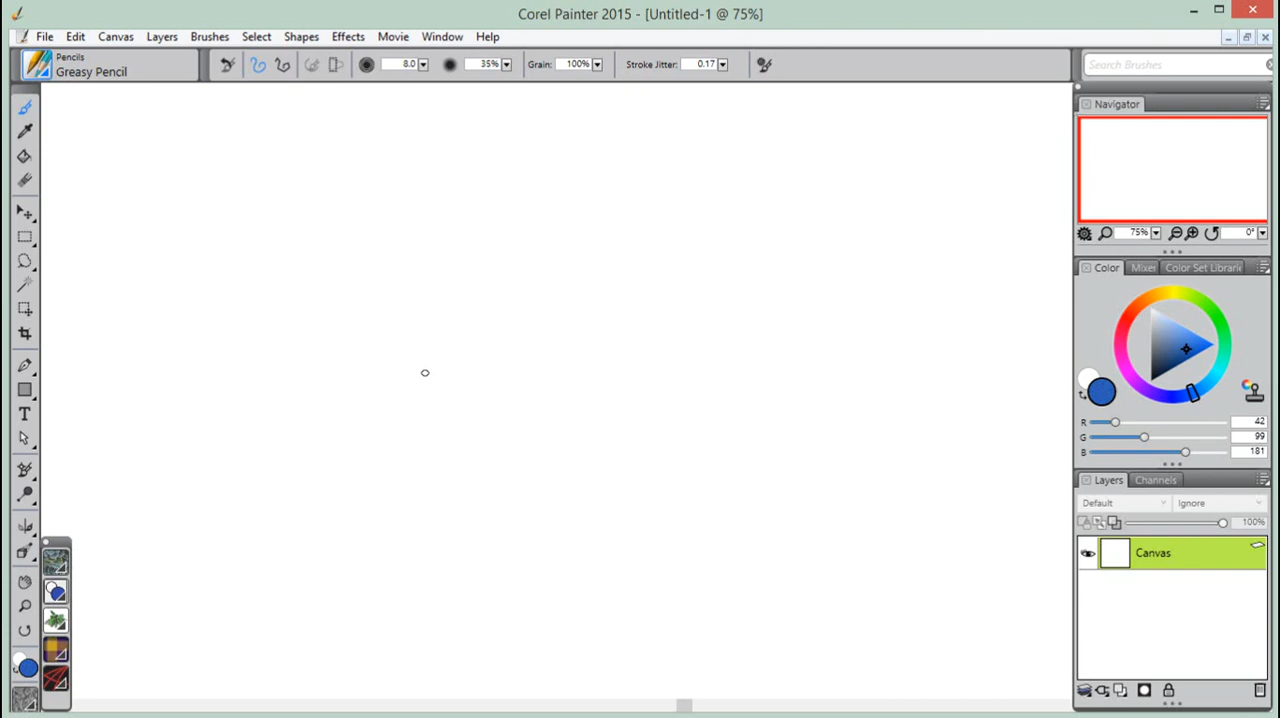 Corel Painter 2015 - [Untitled-1 @ 75%]
File Edit Canvas Layers Brushes Select Shapes Effects Movie Window Help
Pencils
Greasy Pencil
8.0 35% Grain: 100% Stroke Jitter: 0.17
Search Brushes
Navigator
75% 0°
Color Mixer Color Set Librarie
R 42
G 99
B 181
Layers Channels
Default Ignore
100%
Canvas
T